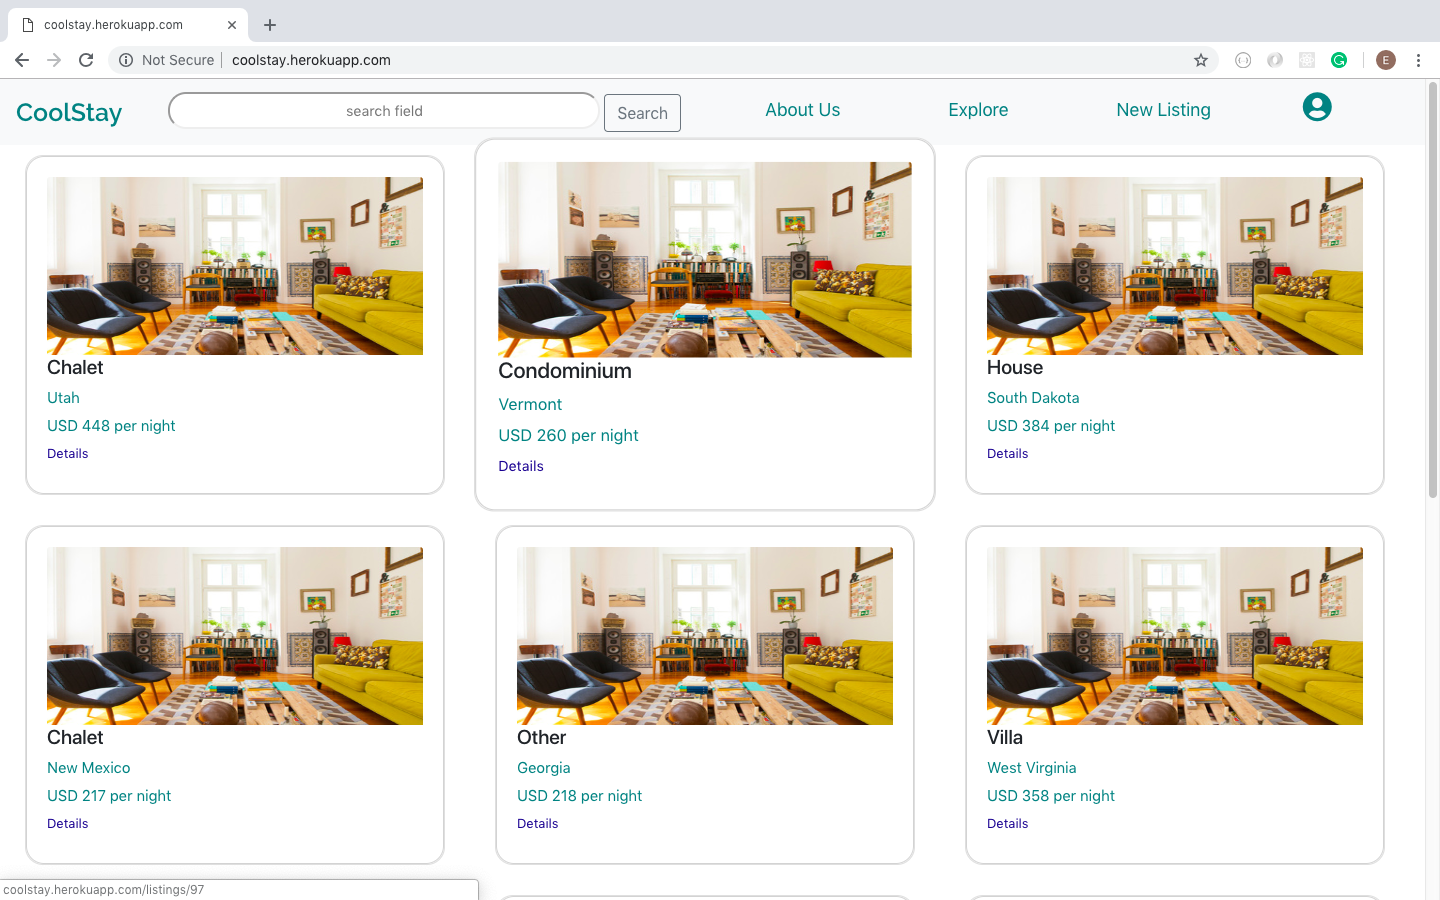 coolstay.herokuapp.com
Not Secure
coolstay.herokuapp.com
E
CoolStay
search field
Search
About Us
Explore
New Listing
Chalet
Utah
USD 448 per night
Details
Condominium
Vermont
USD 260 per night
Details
House
South Dakota
USD 384 per night
Details
Chalet
New Mexico
USD 217 per night
Details
Other
Georgia
USD 218 per night
Details
Villa
West Virginia
USD 358 per night
Details
coolstay.herokuapp.com/listings/97